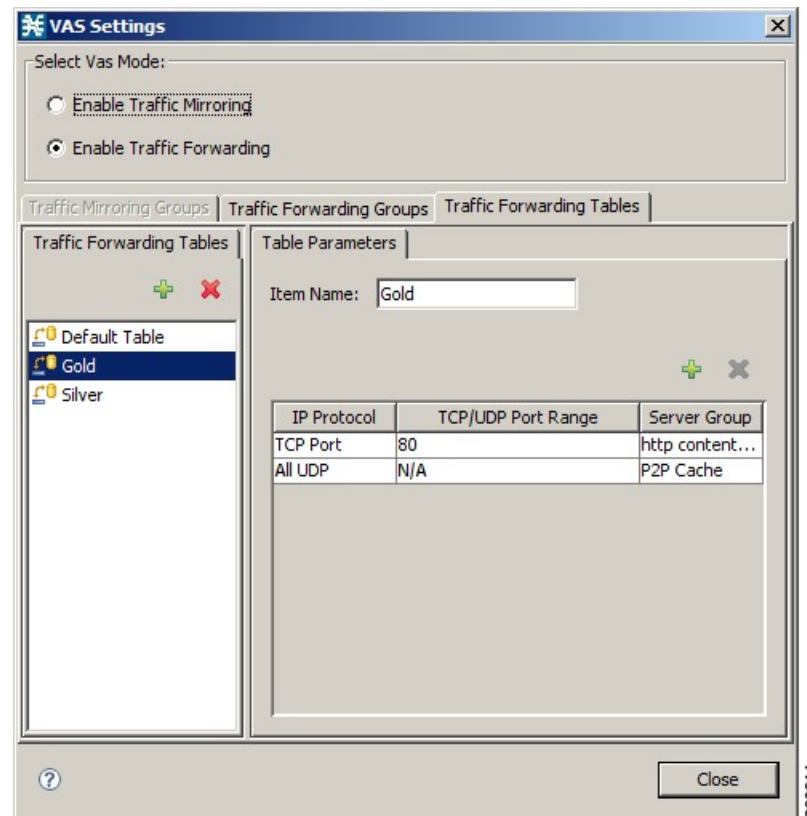 VAS Settings
Select Vas Mode:
Enable Traffic Mirroring
Enable Traffic Forwarding
Traffic Mirroring Groups Traffic Forwarding Groups Traffic Forwarding Tables
Traffic Forwarding Tables
Table Parameters
Item Name: Gold
Default Table
Gold
Silver
IP Protocol TCP/UDP Port Range Server Group
TCP Port 80 http content...
All UDP N/A P2P Cache
Close